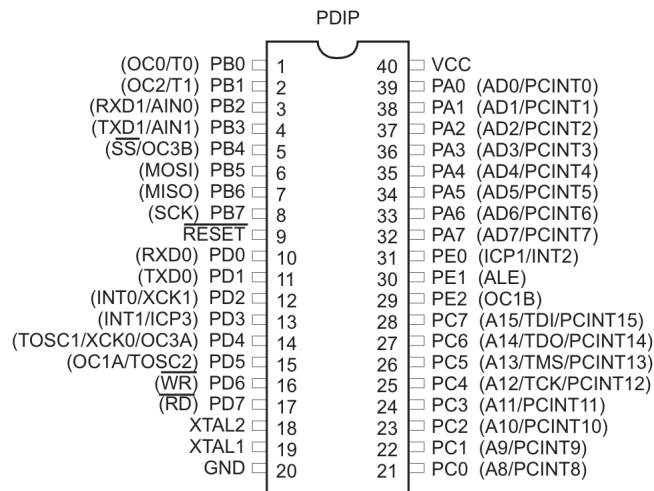 PDIP
(OC0/T0) PB0 1 40 VCC
(OC2/T1) PB1 2 39 PA0 (AD0/PCINT0)
(RXD1/AIN0) PB2 3 38 PA1 (AD1/PCINT1)
(TXD1/AIN1) PB3 4 37 PA2 (AD2/PCINT2)
(SS/OC3B) PB4 5 36 PA3 (AD3/PCINT3)
(MOSI) PB5 6 35 PA4 (AD4/PCINT4)
(MISO) PB6 7 34 PA5 (AD5/PCINT5)
(SCK) PB7 8 33 PA6 (AD6/PCINT6)
RESET 9 32 PA7 (AD7/PCINT7)
(RXD0) PD0 10 31 PE0 (ICP1/INT2)
(TXD0) PD1 11 30 PE1 (ALE)
(INT0/XCK1) PD2 12 29 PE2 (OC1B)
(INT1/ICP3) PD3 13 28 PC7 (A15/TDI/PCINT15)
(TOSC1/XCK0/OC3A) PD4 14 27 PC6 (A14/TDO/PCINT14)
(OC1A/TOSC2) PD5 15 26 PC5 (A13/TMS/PCINT13)
(WR) PD6 16 25 PC4 (A12/TCK/PCINT12)
(RD) PD7 17 24 PC3 (A11/PCINT11)
XTAL2 18 23 PC2 (A10/PCINT10)
XTAL1 19 22 PC1 (A9/PCINT9)
GND 20 21 PC0 (A8/PCINT8)